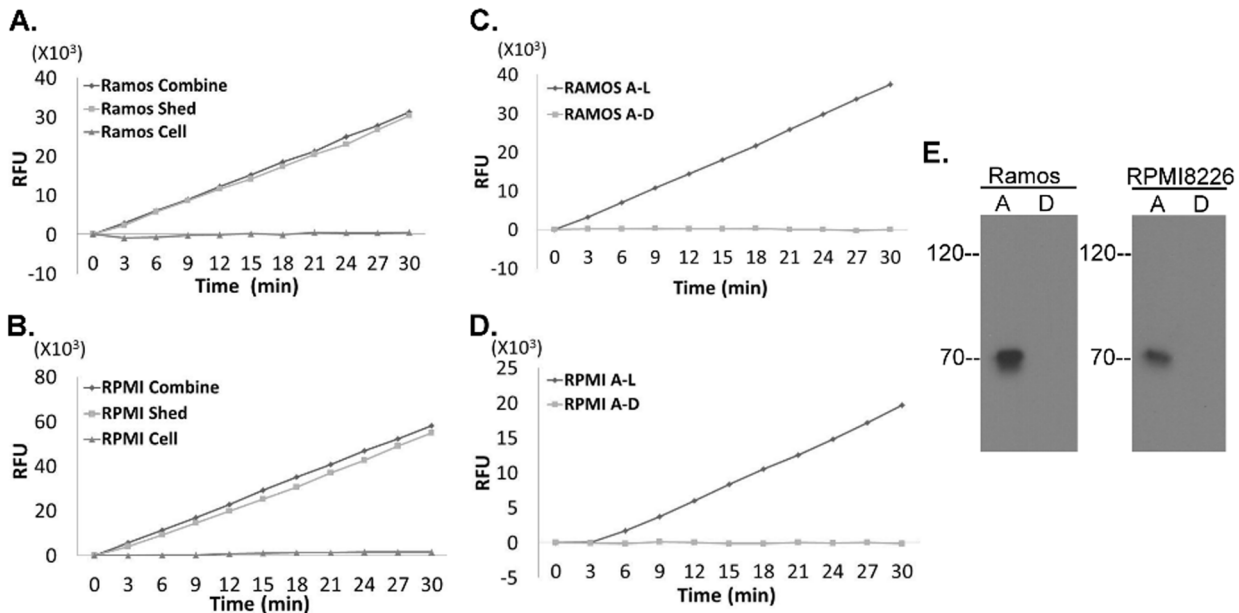 A.
(X10³)
40
30
20
10
0
-10
RFU
Ramos Combine
Ramos Shed
Ramos Cell
0 3 6 9 12 15 18 21 24 27 30
Time (min)
B.
(X10³)
80
60
40
20
0
RFU
RPMI Combine
RPMI Shed
RPMI Cell
0 3 6 9 12 15 18 21 24 27 30
Time (min)
C.
(X10³)
40
30
20
10
0
-10
RFU
RAMOS A-L
RAMOS A-D
0 3 6 9 12 15 18 21 24 27 30
Time (min)
D.
(X10³)
25
20
15
10
5
0
-5
RFU
RPMI A-L
RPMI A-D
0 3 6 9 12 15 18 21 24 27 30
Time (min)
E.
Ramos
A D
120--
70--
RPMI8226
A D
120--
70--